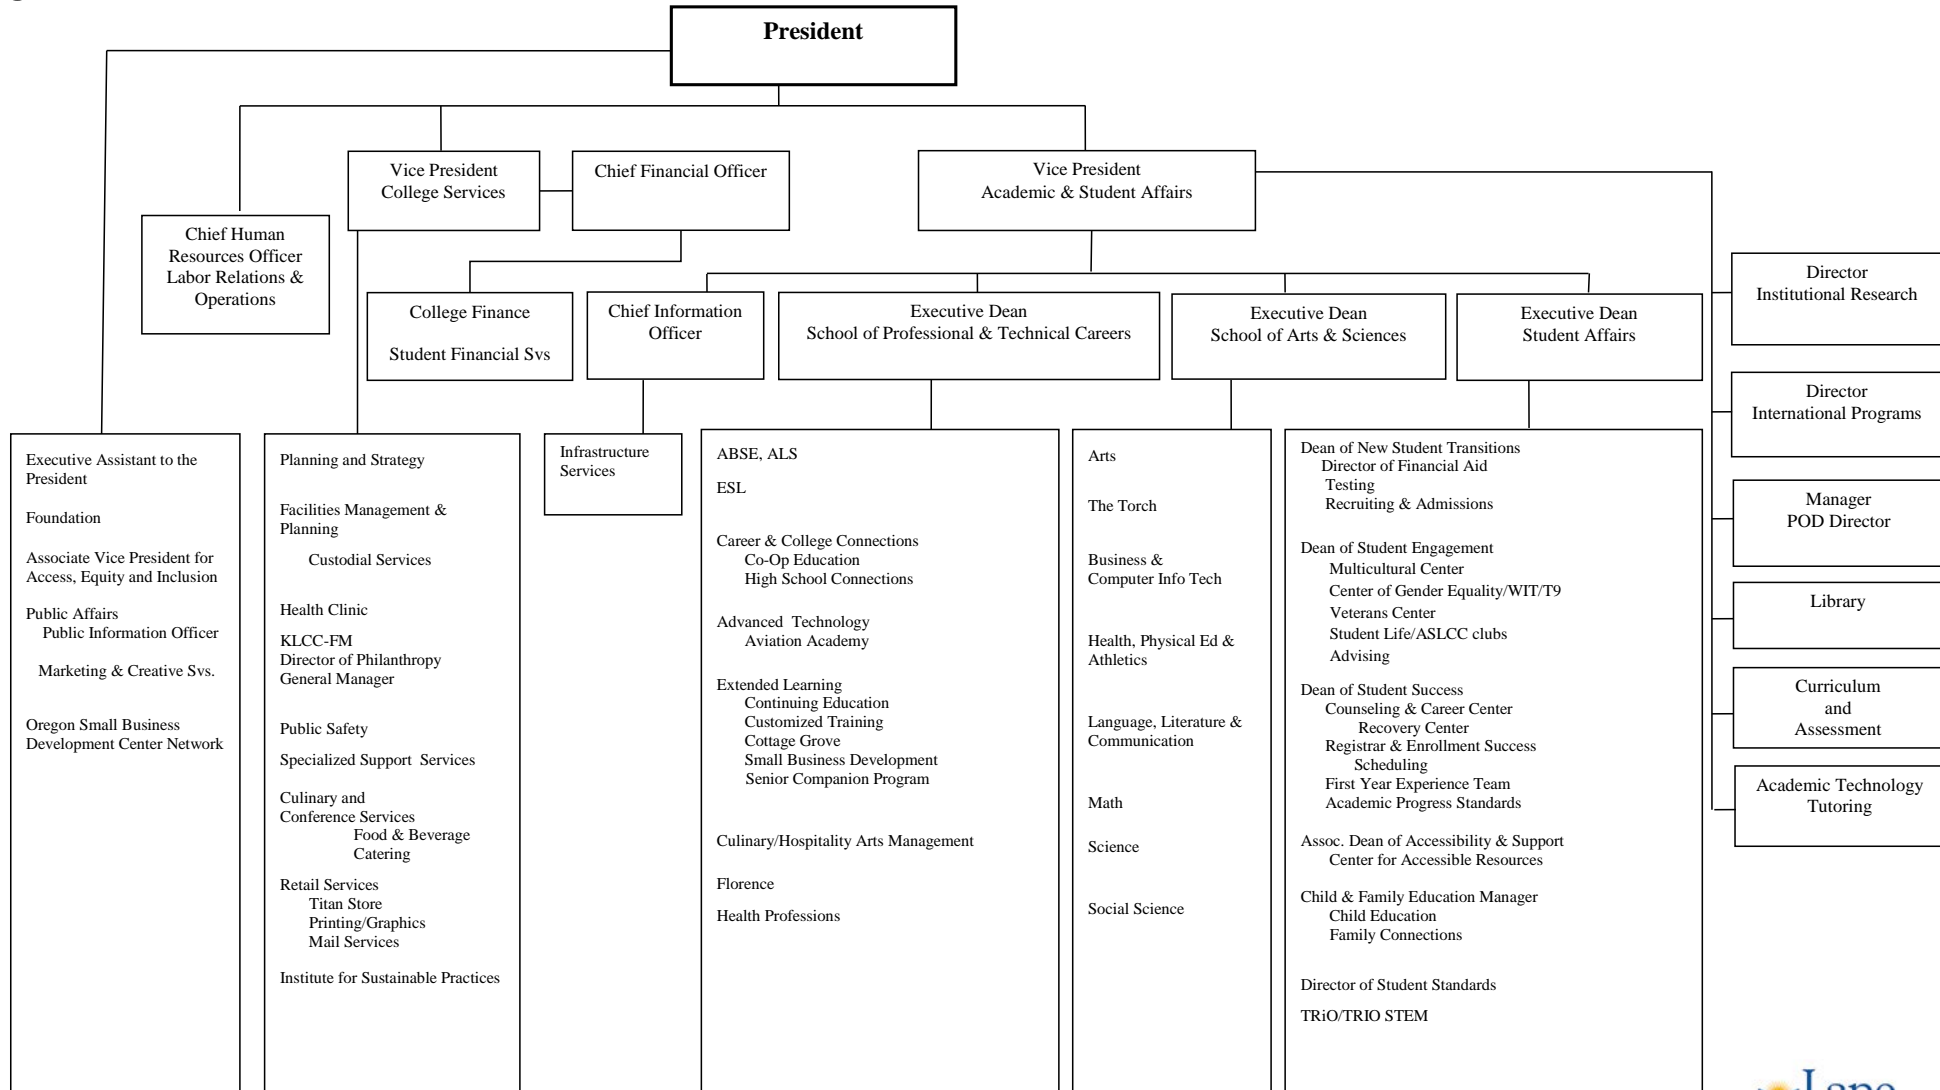 President
Vice President
College Services
Chief Financial Officer
Vice President
Academic & Student Affairs
Chief Human
Resources Officer
Labor Relations &
Operations
College Finance
Student Financial Svs
Chief Information
Officer
Executive Dean
School of Professional & Technical Careers
Executive Dean
School of Arts & Sciences
Executive Dean
Student Affairs
Director
Institutional Research
Director
International Programs
Manager
POD Director
Library
Curriculum
and
Assessment
Academic Technology
Tutoring
Executive Assistant to the
President
Foundation
Associate Vice President for
Access, Equity and Inclusion
Public Affairs
Public Information Officer
Marketing & Creative Svs.
Oregon Small Business
Development Center Network
Planning and Strategy
Facilities Management &
Planning
Custodial Services
Health Clinic
KLCC-FM
Director of Philanthropy
General Manager
Public Safety
Specialized Support Services
Culinary and
Conference Services
Food & Beverage
Catering
Retail Services
Titan Store
Printing/Graphics
Mail Services
Institute for Sustainable Practices
Infrastructure
Services
ABSE, ALS
ESL
Career & College Connections
Co-Op Education
High School Connections
Advanced Technology
Aviation Academy
Extended Learning
Continuing Education
Customized Training
Cottage Grove
Small Business Development
Senior Companion Program
Culinary/Hospitality Arts Management
Florence
Health Professions
Arts
The Torch
Business &
Computer Info Tech
Health, Physical Ed &
Athletics
Language, Literature &
Communication
Math
Science
Social Science
Dean of New Student Transitions
Director of Financial Aid
Testing
Recruiting & Admissions
Dean of Student Engagement
Multicultural Center
Center of Gender Equality/WIT/T9
Veterans Center
Student Life/ASLCC clubs
Advising
Dean of Student Success
Counseling & Career Center
Recovery Center
Registrar & Enrollment Success
Scheduling
First Year Experience Team
Academic Progress Standards
Assoc. Dean of Accessibility & Support
Center for Accessible Resources
Child & Family Education Manager
Child Education
Family Connections
Director of Student Standards
TRiO/TRIO STEM
Lane